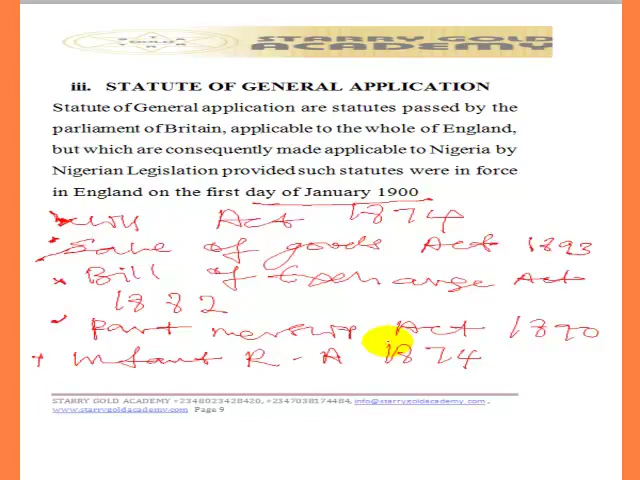 STARRY GOLD
ACADEMY
iii. STATUTE OF GENERAL APPLICATION
Statute of General application are statutes passed by the
parliament of Britain, applicable to the whole of England,
but which are consequently made applicable to Nigeria by
Nigerian Legislation provided such statutes were in force
in England on the first day of January 1900
Will Act 1874
Sale of goods Act 1893
Bill of Exchange Act
1882
Partnership Act 1890
Infant R - A 1874
STARRY GOLD ACADEMY +2348023428420, +2347038174484, info@starrygoldacademy.com ,
www.starrygoldacademy.com Page 9